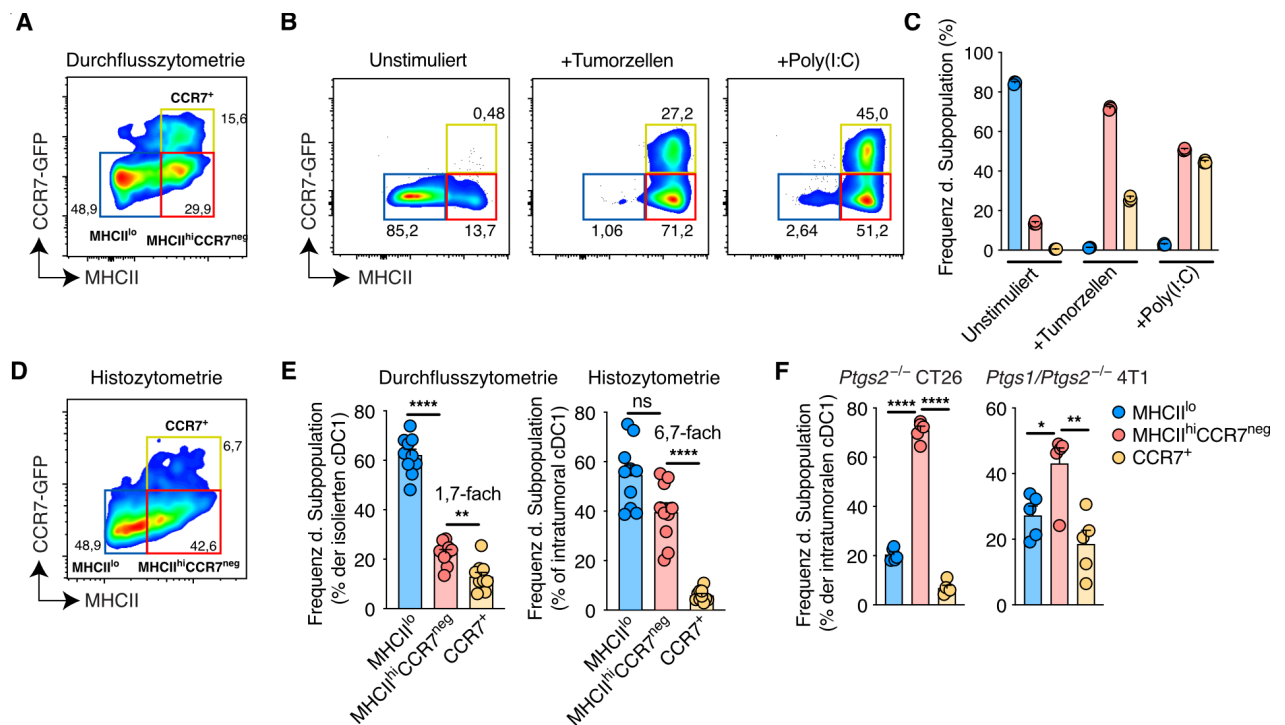 A
Durchflusszytometrie
CCR7⁺
15,6
48,9
29,9
MHCIIˡᵒ
MHCIIʰⁱCCR7ⁿᵉᵍ
CCR7-GFP
MHCII
B
Unstimuliert
+Tumorzellen
+Poly(I:C)
0,48
27,2
45,0
85,2
13,7
1,06
71,2
2,64
51,2
CCR7-GFP
MHCII
C
Frequenz d. Subpopulation (%)
100
80
60
40
20
0
Unstimuliert
+Tumorzellen
+Poly(I:C)
D
Histozytometrie
CCR7⁺
6,7
48,9
42,6
MHCIIˡᵒ
MHCIIʰⁱCCR7ⁿᵉᵍ
CCR7-GFP
MHCII
E
Durchflusszytometrie
Frequenz d. Subpopulation
(% der isolierten cDC1)
80
60
40
20
0
****
1,7-fach
**
MHCIIˡᵒ
MHCIIʰⁱCCR7ⁿᵉᵍ
CCR7⁺
Histozytometrie
Frequenz d. Subpopulation
(% of intratumoral cDC1)
80
60
40
20
0
ns
6,7-fach
****
MHCIIˡᵒ
MHCIIʰⁱCCR7ⁿᵉᵍ
CCR7⁺
F
Ptgs2⁻/⁻ CT26
Frequenz d. Subpopulation
(% der intratumoralen cDC1)
80
60
40
20
0
**** ****
Ptgs1/Ptgs2⁻/⁻ 4T1
60
40
20
0
* **
MHCIIˡᵒ
MHCIIʰⁱCCR7ⁿᵉᵍ
CCR7⁺